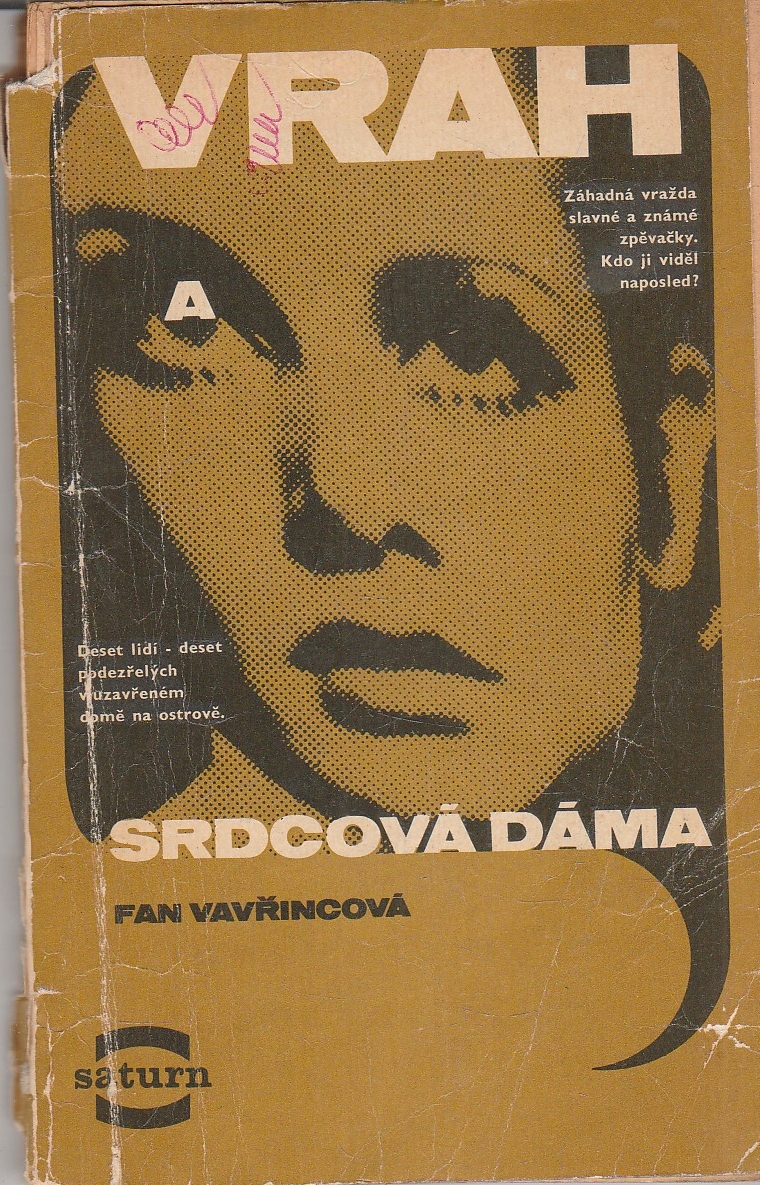 VRAH
Záhadná vražda
slavné a známé
zpěvačky.
Kdo ji viděl
naposled?
A
Deset lidí - deset
podezřelých
v uzavřeném
domě na ostrově.
SRDCOVÁ DÁMA
FAN VAVŘINCOVÁ
saturn